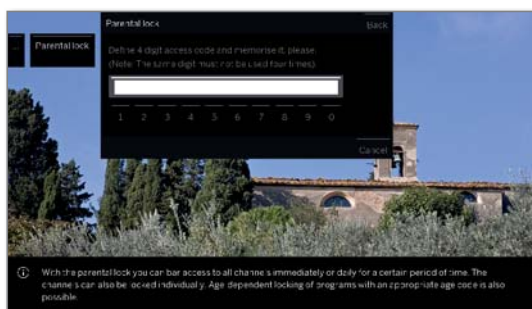 Parental lock
Back
... Parental lock
Define 4 digit access code and memorise it, please.
(Note: The same digit must not be used four times)
1 2 3 4 5 6 7 8 9 0
Cancel
With the parental lock you can bar access to all channels immediately or daily for a certain period of time. The
channels can also be locked individually. Age dependent locking of programs with an appropriate age code is also
possible.